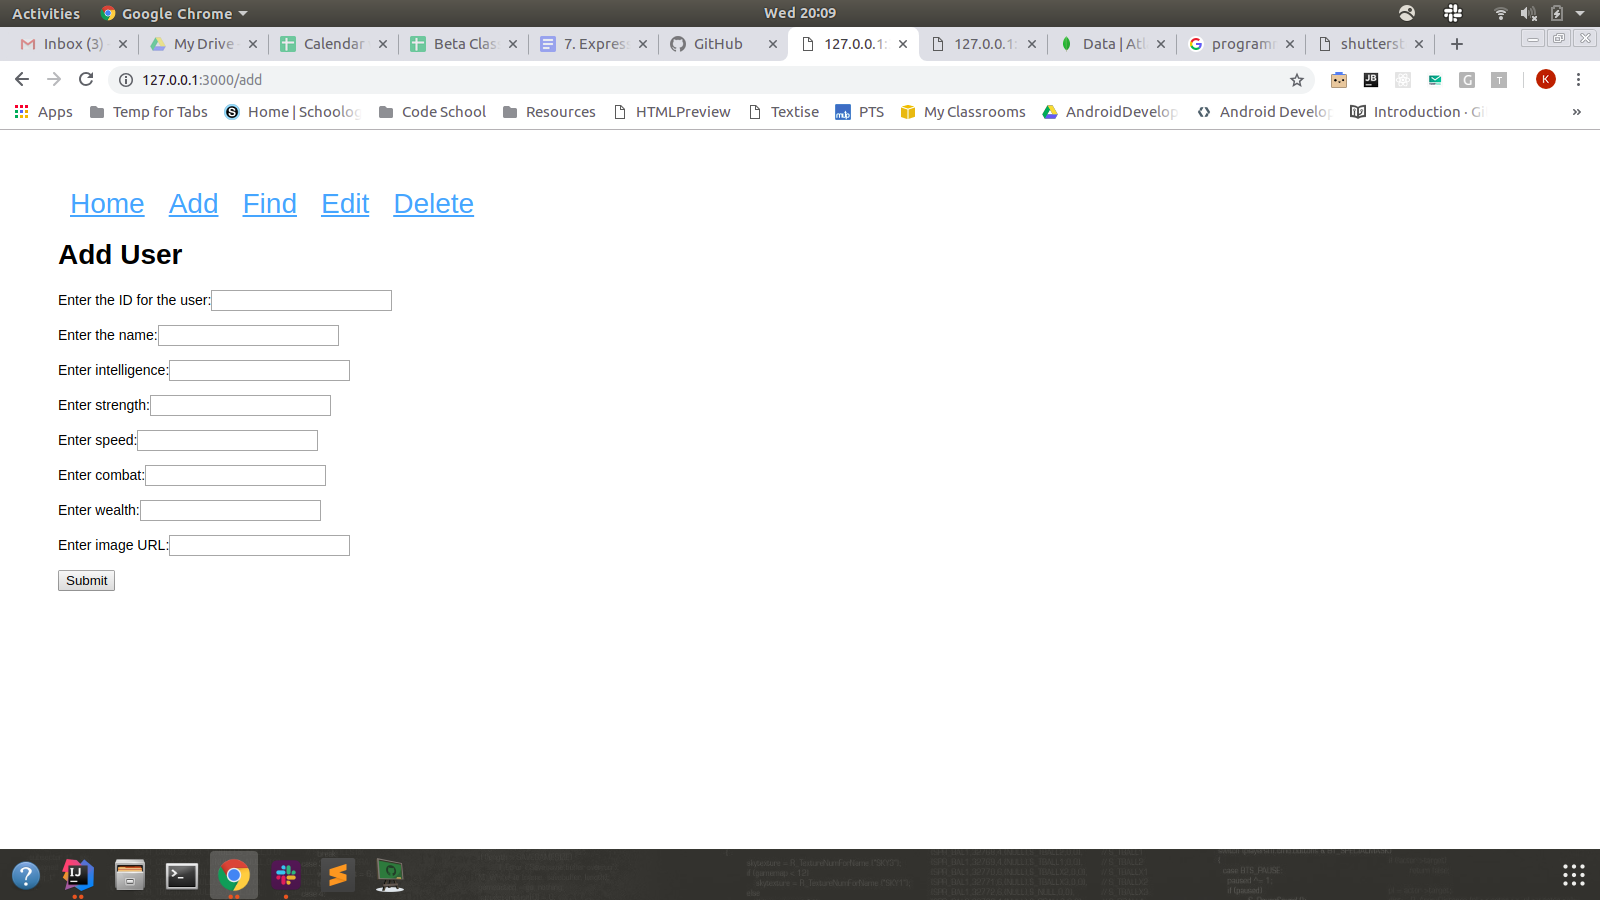 Activities Google Chrome Wed 20:09
Inbox (3) My Drive Calendar Beta Clas 7. Expres GitHub 127.0.0.1: 127.0.0.1: Data | Atl program shutterst
127.0.0.1:3000/add
Apps Temp for Tabs Home | Schoolog Code School Resources HTMLPreview Textise PTS My Classrooms AndroidDevelop Android Develop Introduction · Gi »
Home Add Find Edit Delete
Add User
Enter the ID for the user:
Enter the name:
Enter intelligence:
Enter strength:
Enter speed:
Enter combat:
Enter wealth:
Enter image URL:
Submit